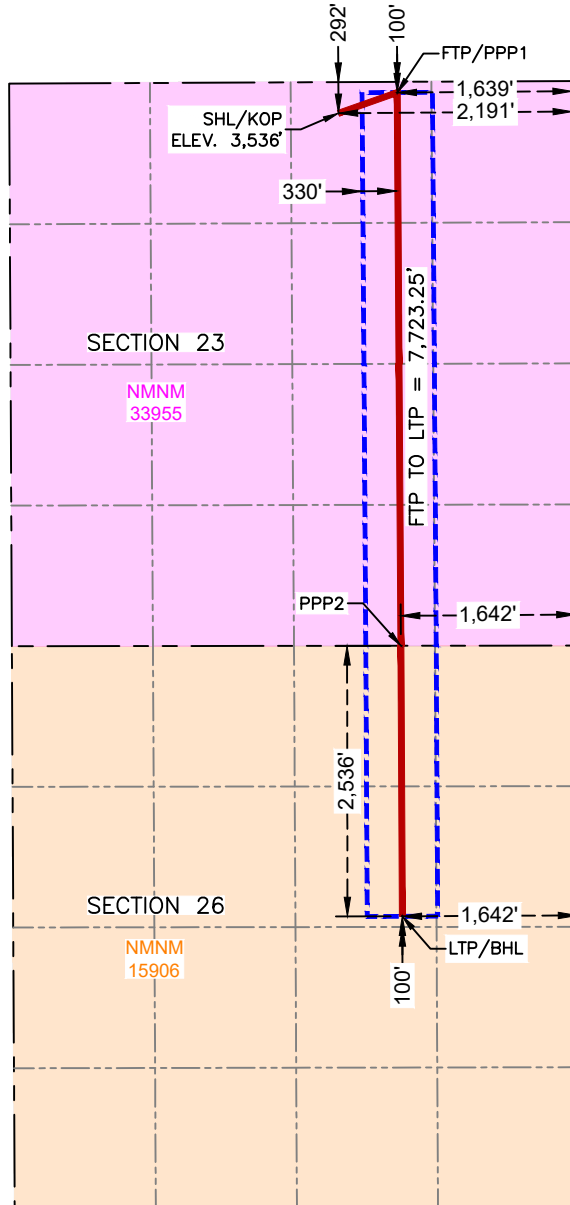 292'
100'
FTP/PPP1
1,639'
2,191'
SHL/KOP
ELEV. 3,536'
330'
FTP TO LTP = 7,723.25'
SECTION 23
NMNM
33955
PPP2
1,642'
2,536'
SECTION 26
1,642'
NMNM
15906
LTP/BHL
100'